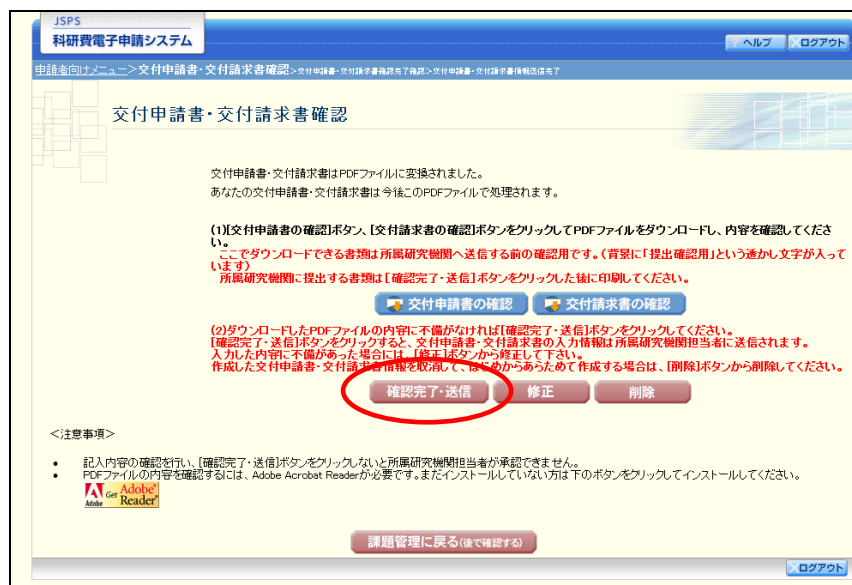 JSPS
科研費電子申請システム
ヘルプ
ログアウト
申請者向けメニュー>交付申請書・交付請求書確認>交付申請書・交付請求書確認完了確認>交付申請書・交付請求書情報送信完了
交付申請書・交付請求書確認
交付申請書・交付請求書はPDFファイルに変換されました。
あなたの交付申請書・交付請求書は今後このPDFファイルで処理されます。
(1)[交付申請書の確認]ボタン、[交付請求書の確認]ボタンをクリックしてPDFファイルをダウンロードし、内容を確認してくださ
い。
ここでダウンロードできる書類は所属研究機関へ送信する前の確認用です。(背景に「提出確認用」という透かし文字が入って
います)
所属研究機関に提出する書類は[確認完了・送信]ボタンをクリックした後に印刷してください。
交付申請書の確認
交付請求書の確認
(2)ダウンロードしたPDFファイルの内容に不備がなければ[確認完了・送信]ボタンをクリックしてください。
[確認完了・送信]ボタンをクリックすると、交付申請書・交付請求書の入力情報は所属研究機関担当者に送信されます。
入力した内容に不備があった場合には、[修正]ボタンから修正して下さい。
作成した交付申請書・交付請求書情報を取消して、はじめからあらためて作成する場合は、[削除]ボタンから削除してください。
確認完了・送信
修正
削除
<注意事項>
• 記入内容の確認を行い、[確認完了・送信]ボタンをクリックしないと所属研究機関担当者が承認できません。
• PDFファイルの内容を確認するには、Adobe Acrobat Readerが必要です。まだインストールしていない方は下のボタンをクリックしてインストールしてください。
Adobe Get Adobe® Reader®
課題管理に戻る(後で確認する)
ログアウト